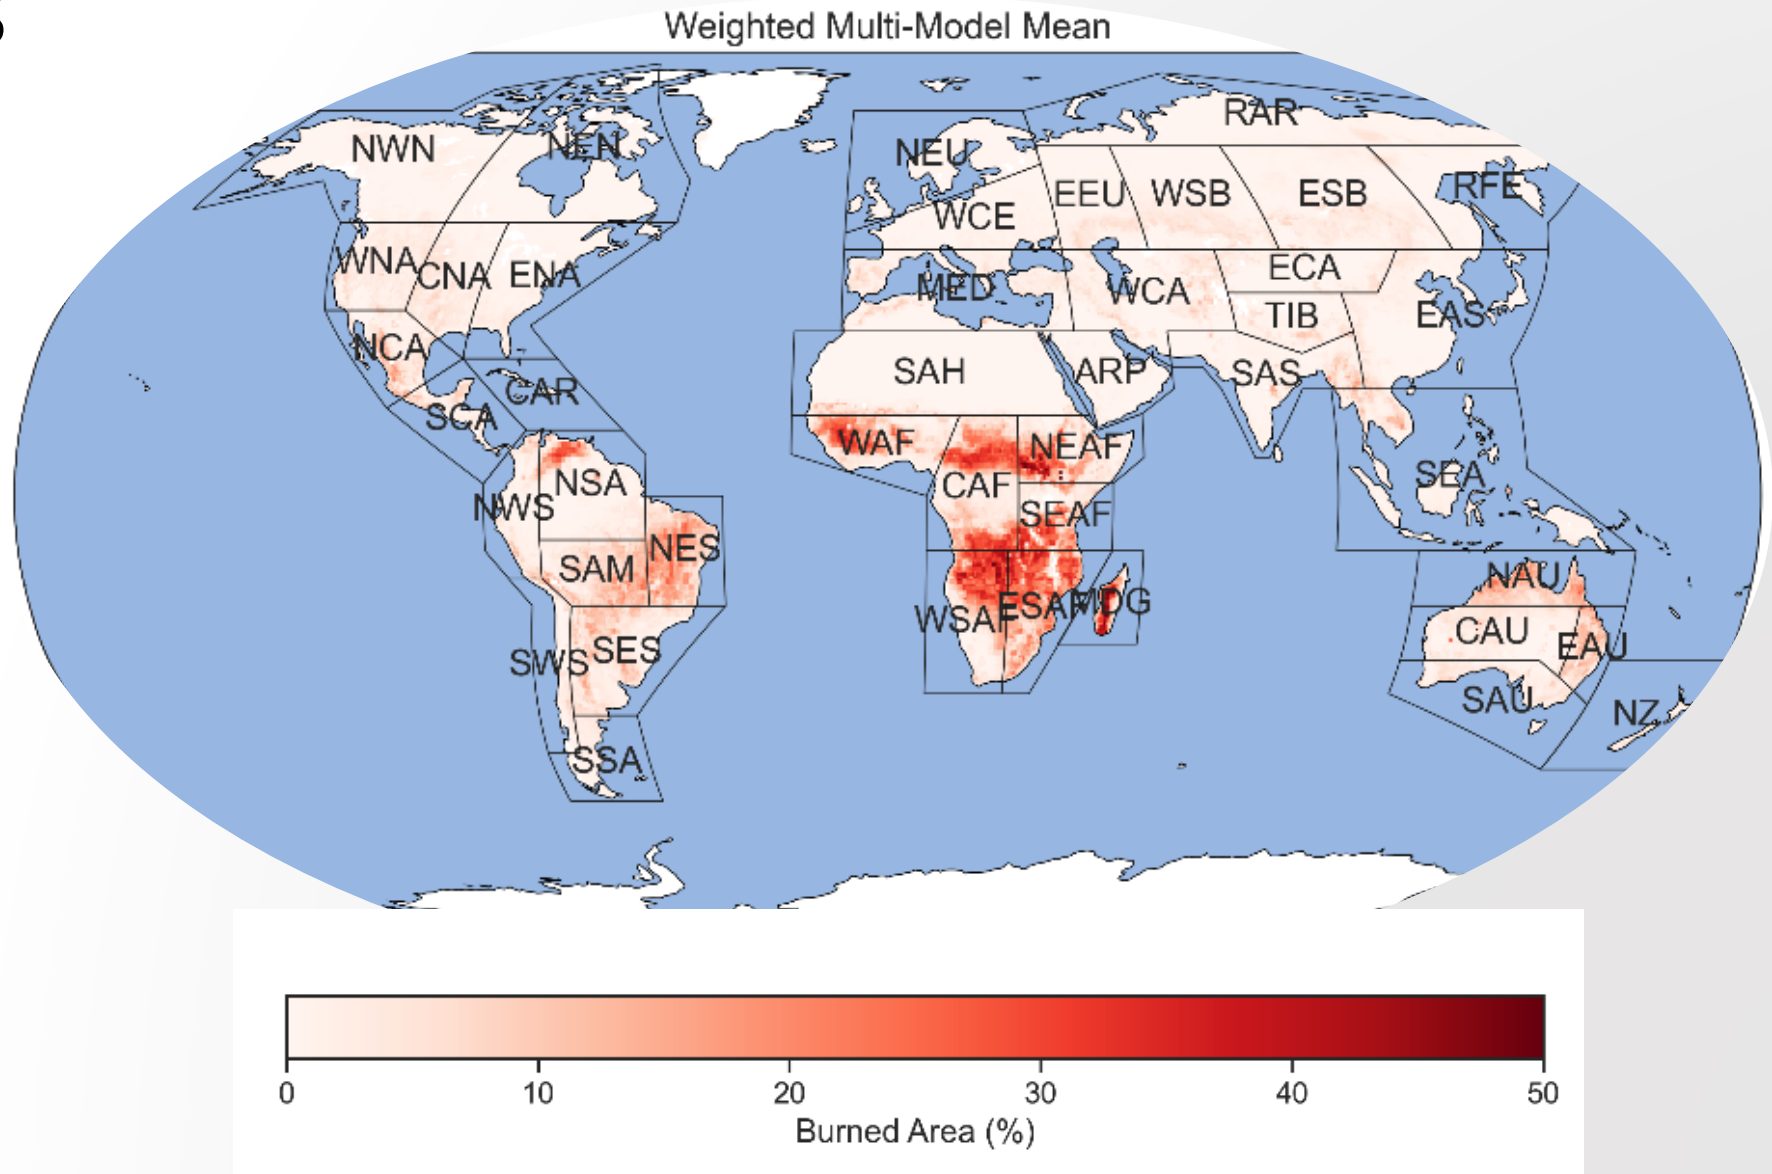 Weighted Multi-Model Mean
RAR
NWN
NEN
NEU
EEU
WSB
ESB
RFE
WCE
WNA
CNA
ENA
MED
WCA
ECA
TIB
EAS
NCA
SAH
ARP
SAS
CAR
SCA
WAF
NEAF
SEA
NSA
CAF
NWS
SEAF
NES
SAM
NAU
WSAF
ESAF
MDG
CAU
EAU
SWS
SES
SAU
NZ
SSA
0 10 20 30 40 50
Burned Area (%)